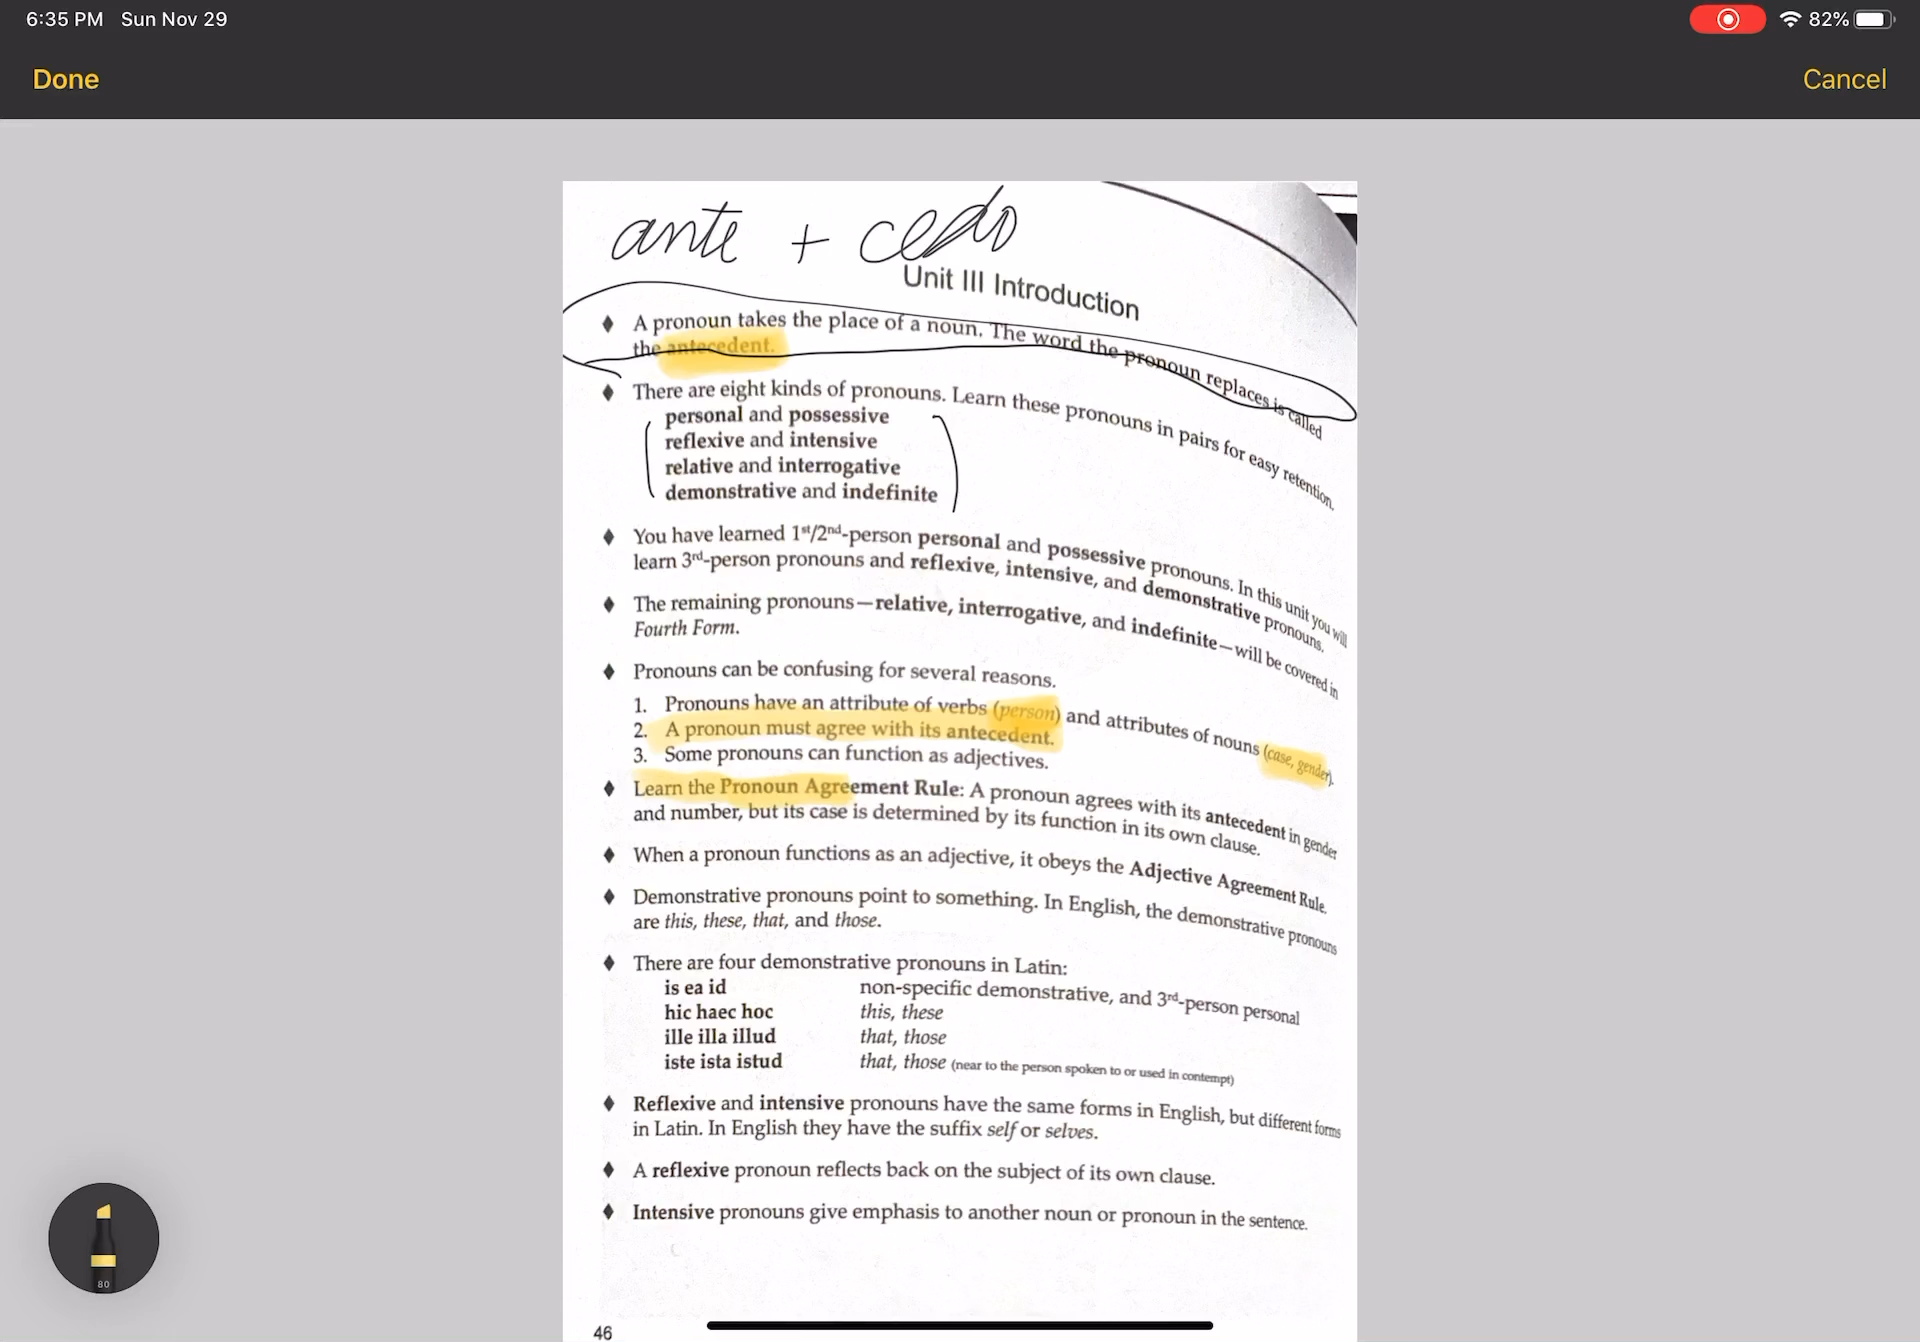 6:35 PM Sun Nov 29
82%
Done
Cancel
ante + cedo
Unit III Introduction
♦ A pronoun takes the place of a noun. The word the pronoun replaces is called
the antecedent.
♦ There are eight kinds of pronouns. Learn these pronouns in pairs for easy retention.
personal and possessive
reflexive and intensive
relative and interrogative
demonstrative and indefinite
♦ You have learned 1st/2nd-person personal and possessive pronouns. In this unit you will
learn 3rd-person pronouns and reflexive, intensive, and demonstrative pronouns.
♦ The remaining pronouns—relative, interrogative, and indefinite—will be covered in
Fourth Form.
♦ Pronouns can be confusing for several reasons.
1. Pronouns have an attribute of verbs (person) and attributes of nouns (case, gender).
2. A pronoun must agree with its antecedent.
3. Some pronouns can function as adjectives.
♦ Learn the Pronoun Agreement Rule: A pronoun agrees with its antecedent in gender
and number, but its case is determined by its function in its own clause.
♦ When a pronoun functions as an adjective, it obeys the Adjective Agreement Rule.
♦ Demonstrative pronouns point to something. In English, the demonstrative pronouns
are this, these, that, and those.
♦ There are four demonstrative pronouns in Latin:
is ea id non-specific demonstrative, and 3rd-person personal
hic haec hoc this, these
ille illa illud that, those
iste ista istud that, those (near to the person spoken to or used in contempt)
♦ Reflexive and intensive pronouns have the same forms in English, but different forms
in Latin. In English they have the suffix self or selves.
♦ A reflexive pronoun reflects back on the subject of its own clause.
♦ Intensive pronouns give emphasis to another noun or pronoun in the sentence.
80
46